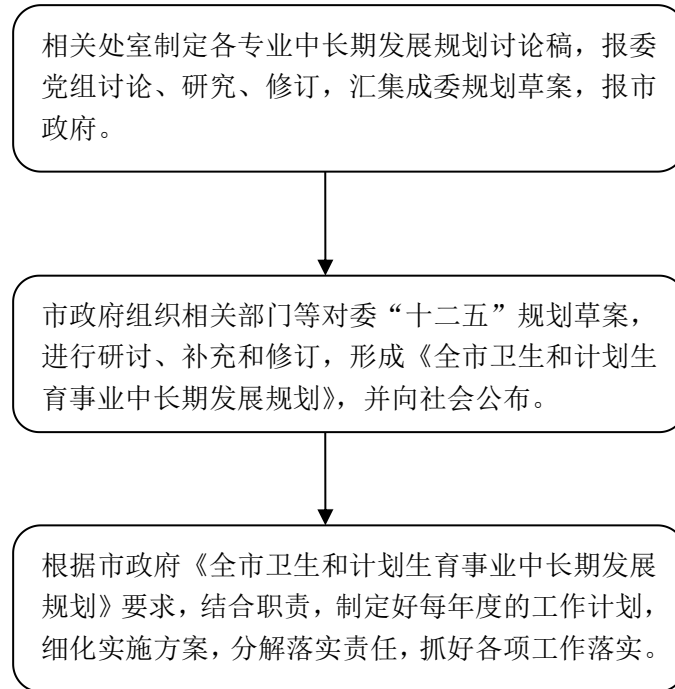 相关处室制定各专业中长期发展规划讨论稿，报委
党组讨论、研究、修订，汇集成委规划草案，报市
政府。
市政府组织相关部门等对委“十二五”规划草案，
进行研讨、补充和修订，形成《全市卫生和计划生
育事业中长期发展规划》，并向社会公布。
根据市政府《全市卫生和计划生育事业中长期发展
规划》要求，结合职责，制定好每年度的工作计划，
细化实施方案，分解落实责任，抓好各项工作落实。